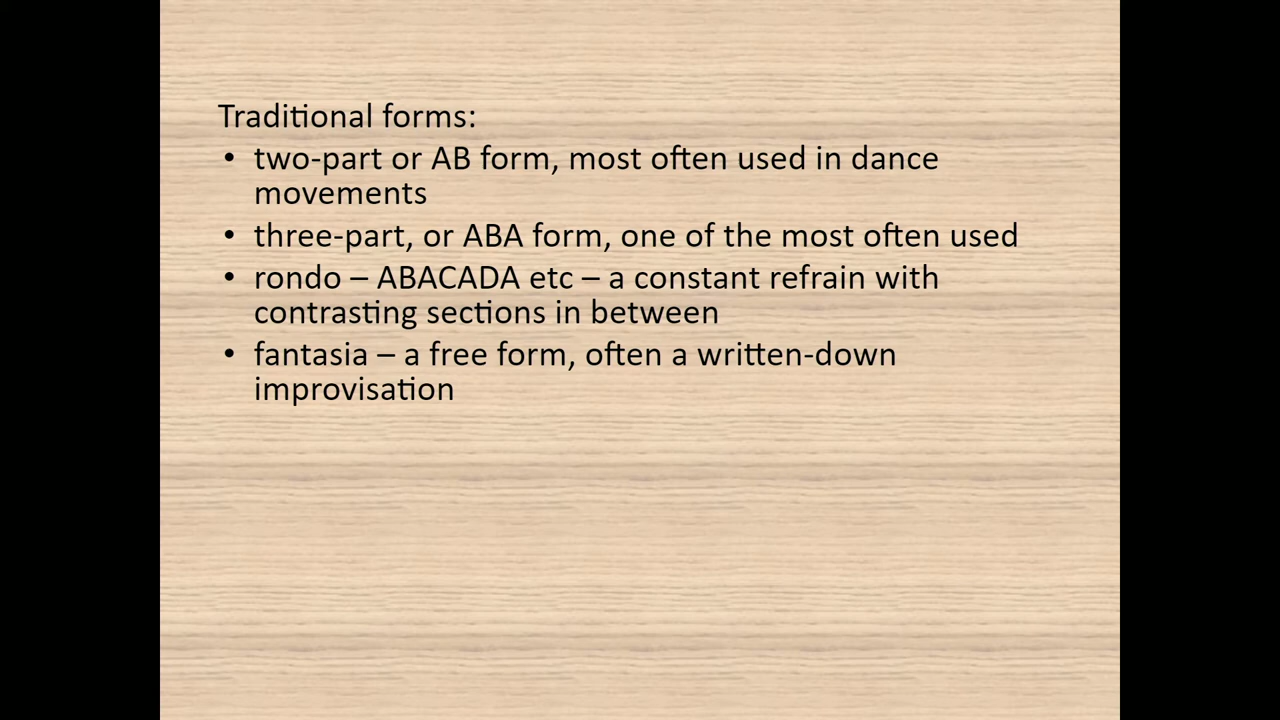 Traditional forms:
• two-part or AB form, most often used in dance
movements
• three-part, or ABA form, one of the most often used
• rondo – ABACADA etc – a constant refrain with
contrasting sections in between
• fantasia – a free form, often a written-down
improvisation